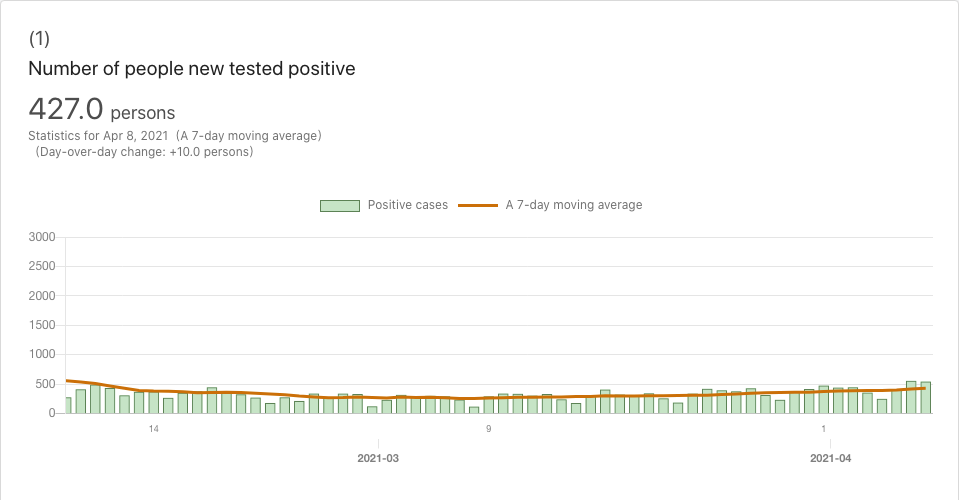 (1)
Number of people new tested positive
427.0 persons
Statistics for Apr 8, 2021 (A 7-day moving average)
(Day-over-day change: +10.0 persons)
Positive cases A 7-day moving average
3000
2500
2000
1500
1000
500
0
14 9 1
2021-03 2021-04